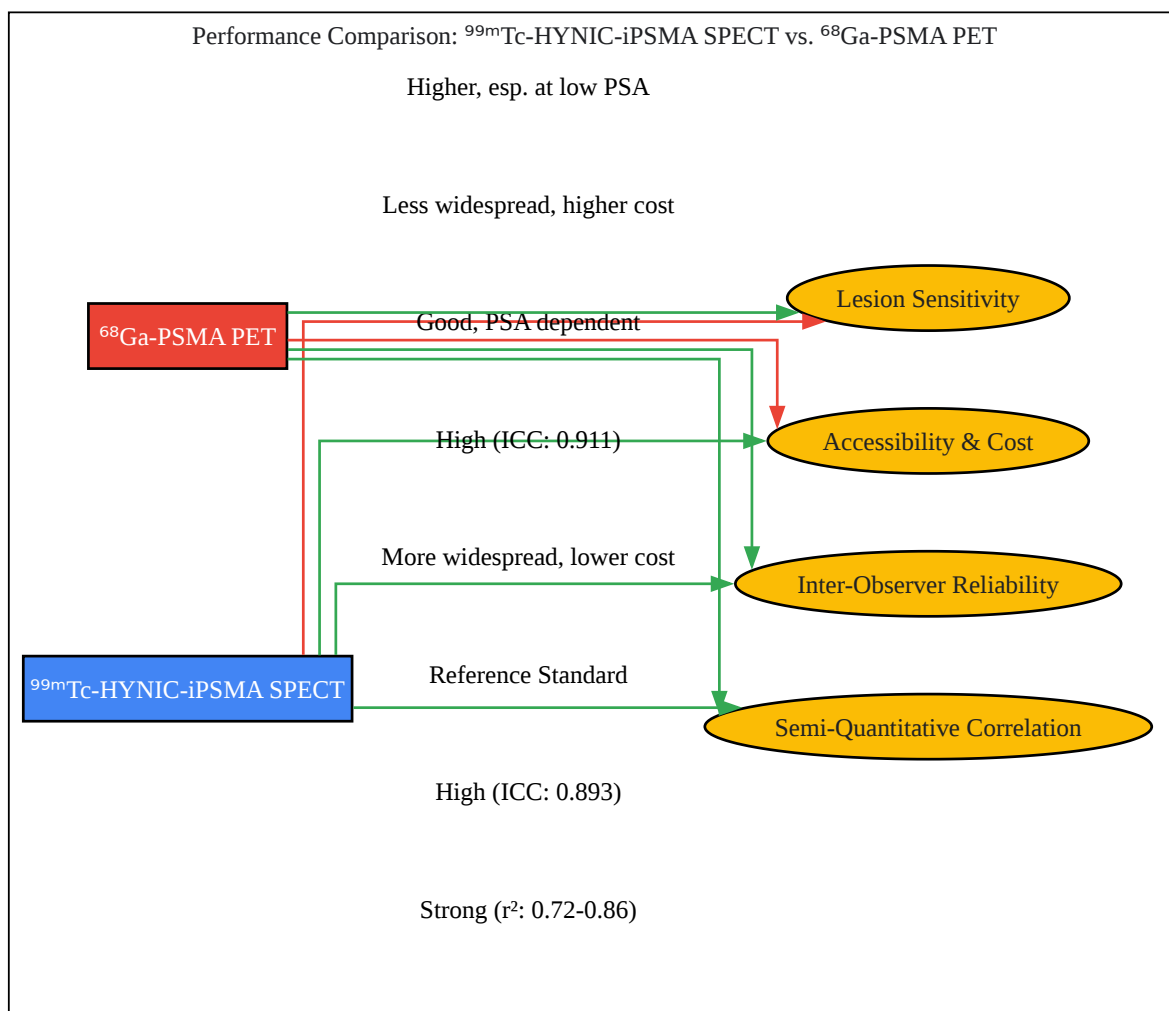 Performance Comparison: ⁹⁹ᵐTc-HYNIC-iPSMA SPECT vs. ⁶⁸Ga-PSMA PET
Higher, esp. at low PSA
Less widespread, higher cost
Lesion Sensitivity
⁶⁸Ga-PSMA PET
Good, PSA dependent
High (ICC: 0.911)
Accessibility & Cost
More widespread, lower cost
Inter-Observer Reliability
Reference Standard
⁹⁹ᵐTc-HYNIC-iPSMA SPECT
Semi-Quantitative Correlation
High (ICC: 0.893)
Strong (r²: 0.72-0.86)